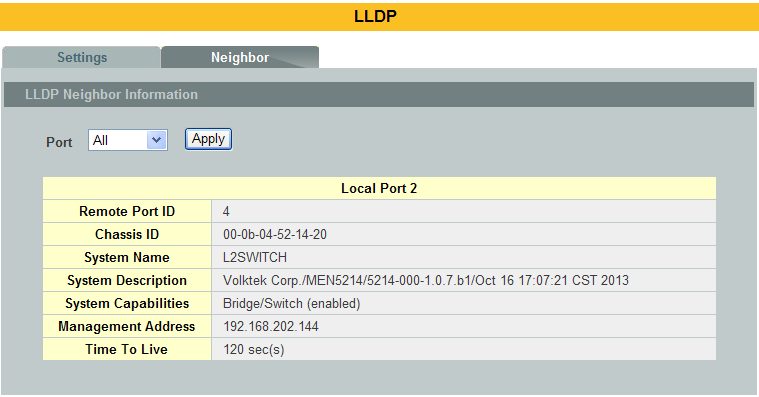 LLDP
Settings Neighbor
LLDP Neighbor Information
Port All Apply
Local Port 2
Remote Port ID 4
Chassis ID 00-0b-04-52-14-20
System Name L2SWITCH
System Description Volktek Corp./MEN5214/5214-000-1.0.7.b1/Oct 16 17:07:21 CST 2013
System Capabilities Bridge/Switch (enabled)
Management Address 192.168.202.144
Time To Live 120 sec(s)